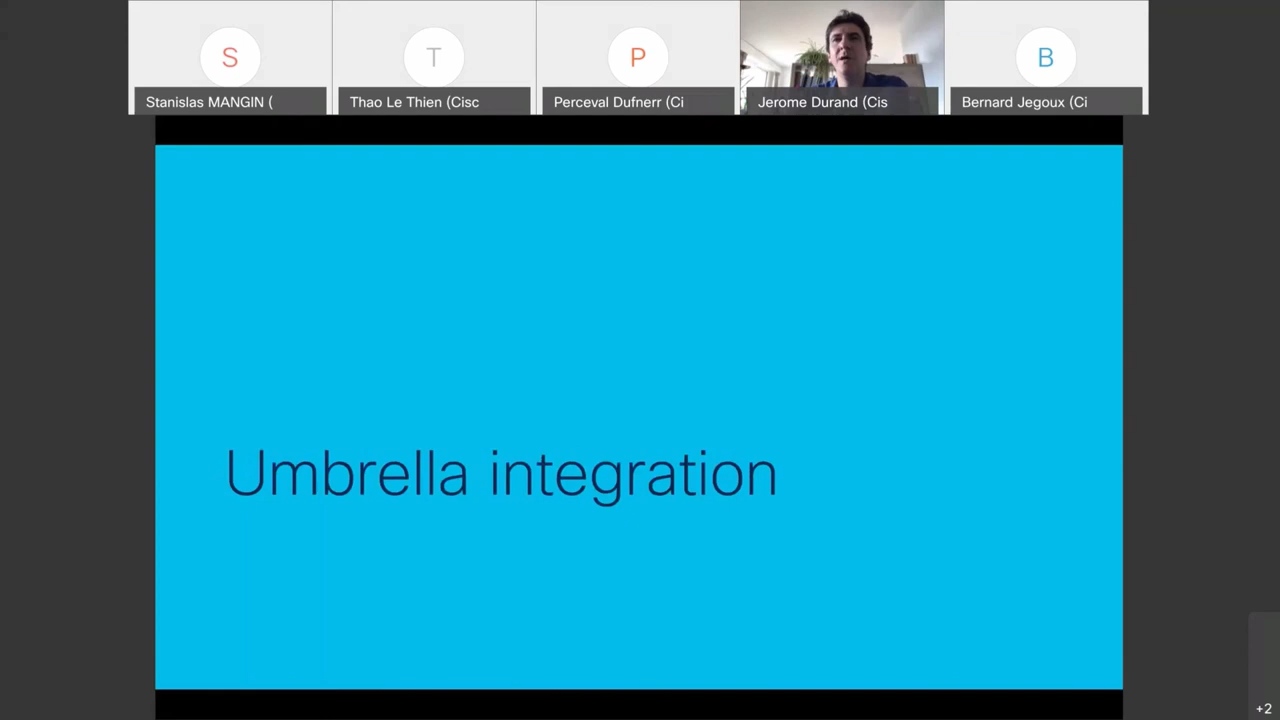 S
T
P
B
Stanislas MANGIN (
Thao Le Thien (Cisc
Perceval Dufnerr (Ci
Jerome Durand (Cis
Bernard Jegoux (Ci
Umbrella integration
+2